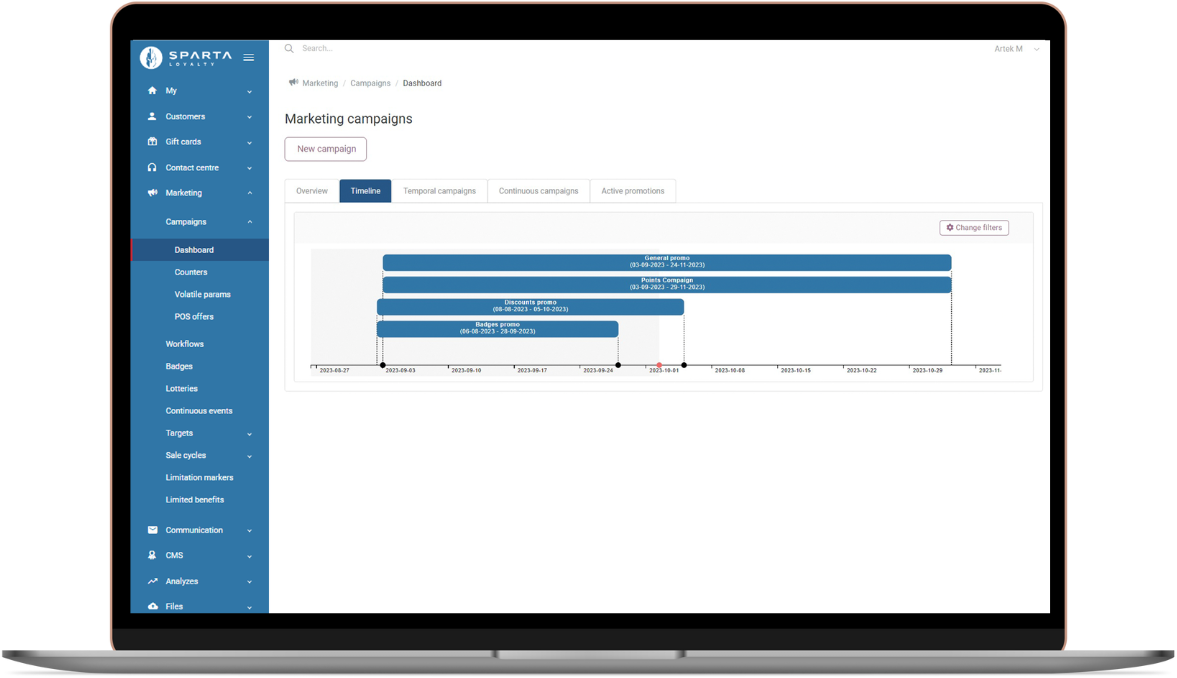 SPARTA
LOYALTY
Search...
Artek M
My
Customers
Gift cards
Contact centre
Marketing
Campaigns
Dashboard
Counters
Volatile params
POS offers
Workflows
Badges
Lotteries
Continuous events
Targets
Sale cycles
Limitation markers
Limited benefits
Communication
CMS
Analyzes
Files
Marketing / Campaigns / Dashboard
Marketing campaigns
New campaign
Overview Timeline Temporal campaigns Continuous campaigns Active promotions
Change filters
General promo
(03-09-2023 - 24-11-2023)
Points Compaign
(03-09-2023 - 29-11-2023)
Discounts promo
(08-08-2023 - 05-10-2023)
Badges promo
(06-08-2023 - 28-09-2023)
2023-08-27 2023-09-03 2023-09-10 2023-09-17 2023-09-24 2023-10-01 2023-10-08 2023-10-15 2023-10-22 2023-10-29 2023-11-